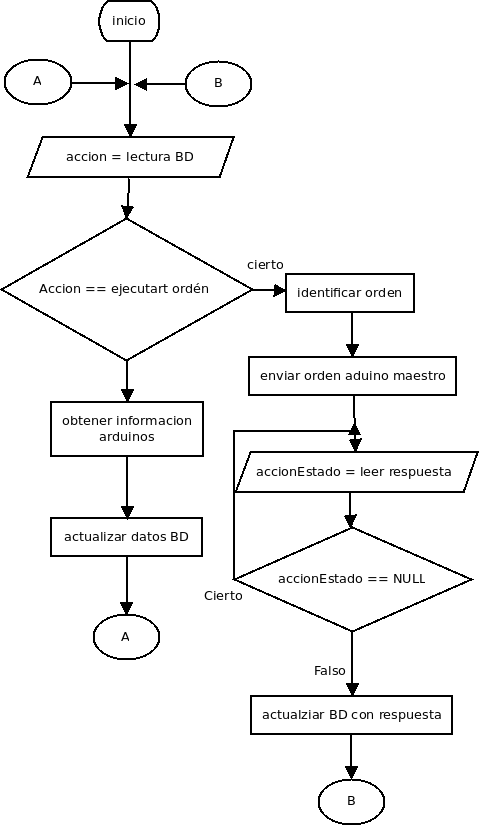 inicio
A
B
accion = lectura BD
cierto
Accion == ejecutart ordén
identificar orden
enviar orden aduino maestro
obtener informacion
arduinos
accionEstado = leer respuesta
actualizar datos BD
accionEstado == NULL
Cierto
A
Falso
actualziar BD con respuesta
B